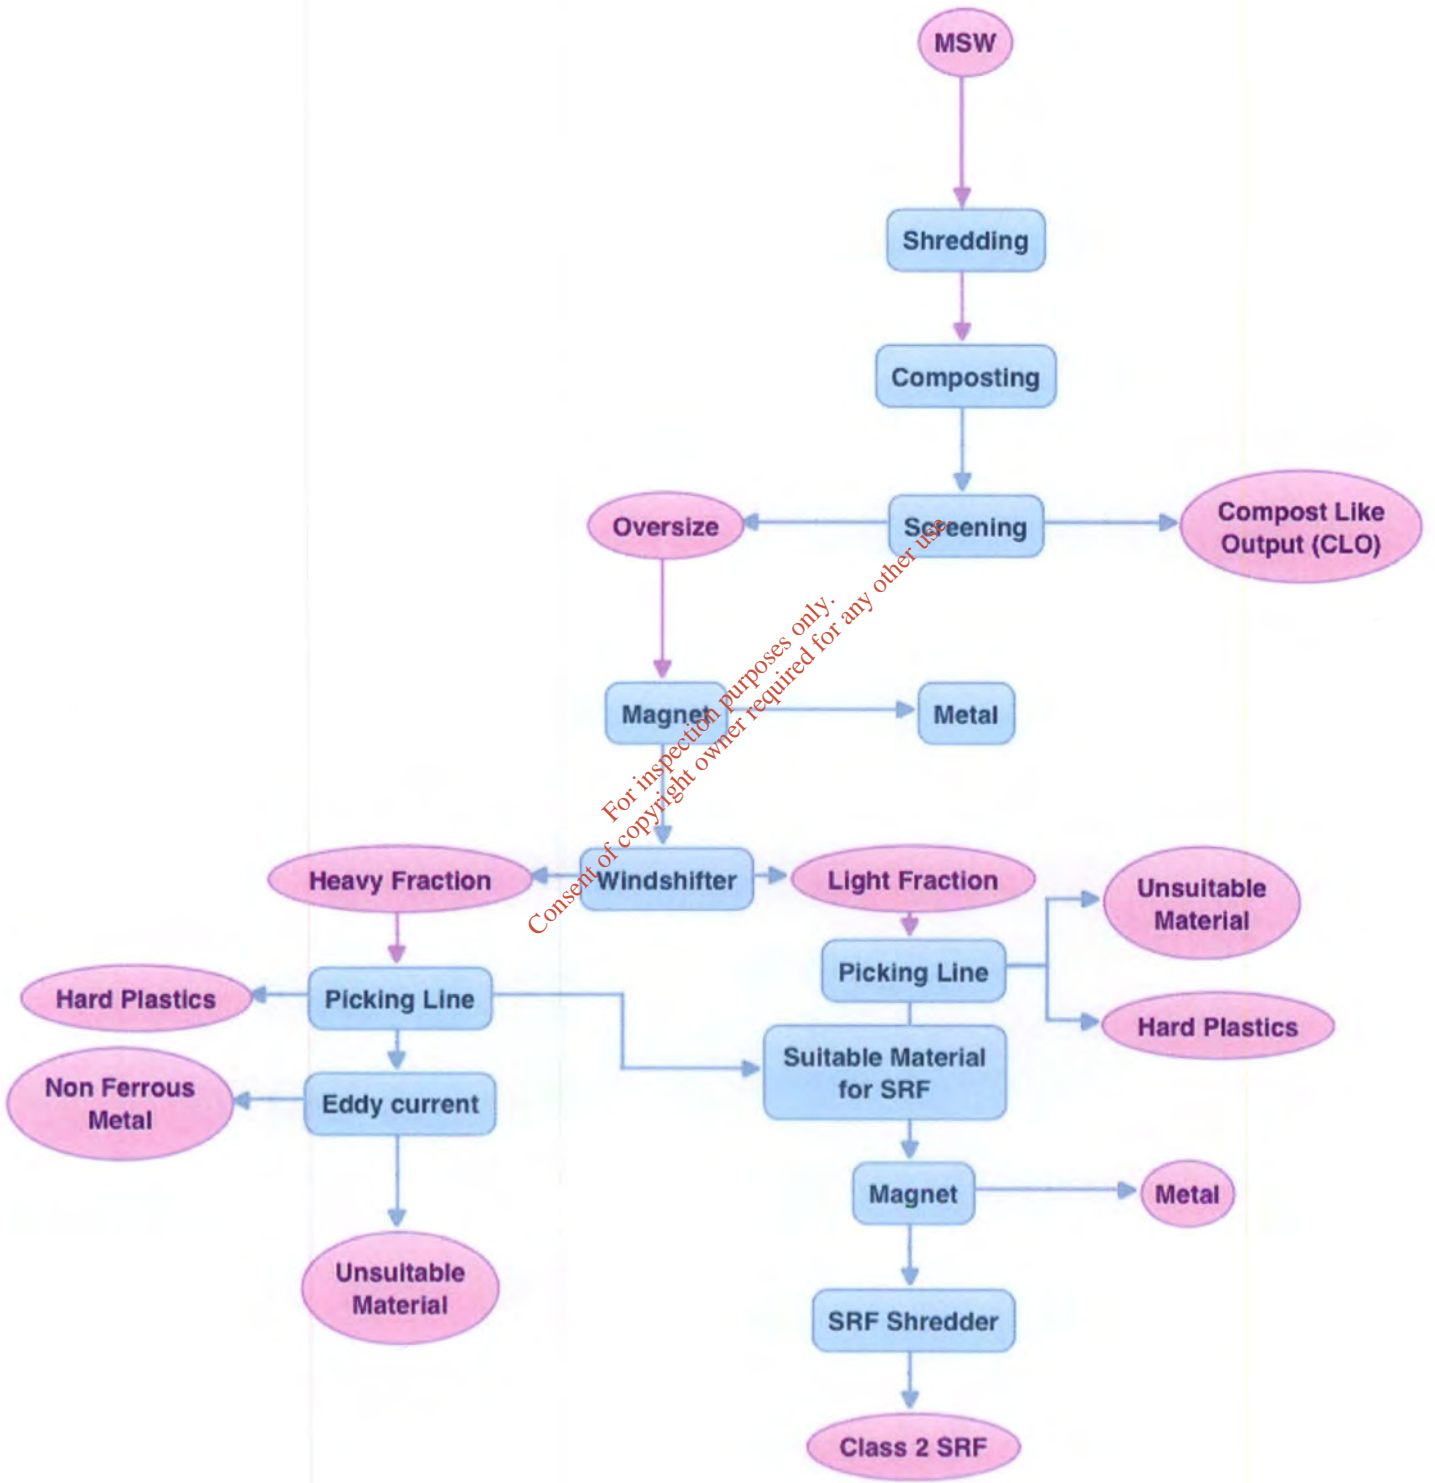 MSW
Shredding
Composting
Oversize
Screening
Compost Like
Output (CLO)
Magnet
Metal
For inspection purposes only.
Consent of copyright owner required for any other use.
Heavy Fraction
Windshifter
Light Fraction
Unsuitable
Material
Hard Plastics
Picking Line
Picking Line
Hard Plastics
Non Ferrous
Metal
Eddy current
Suitable Material
for SRF
Magnet
Metal
Unsuitable
Material
SRF Shredder
Class 2 SRF